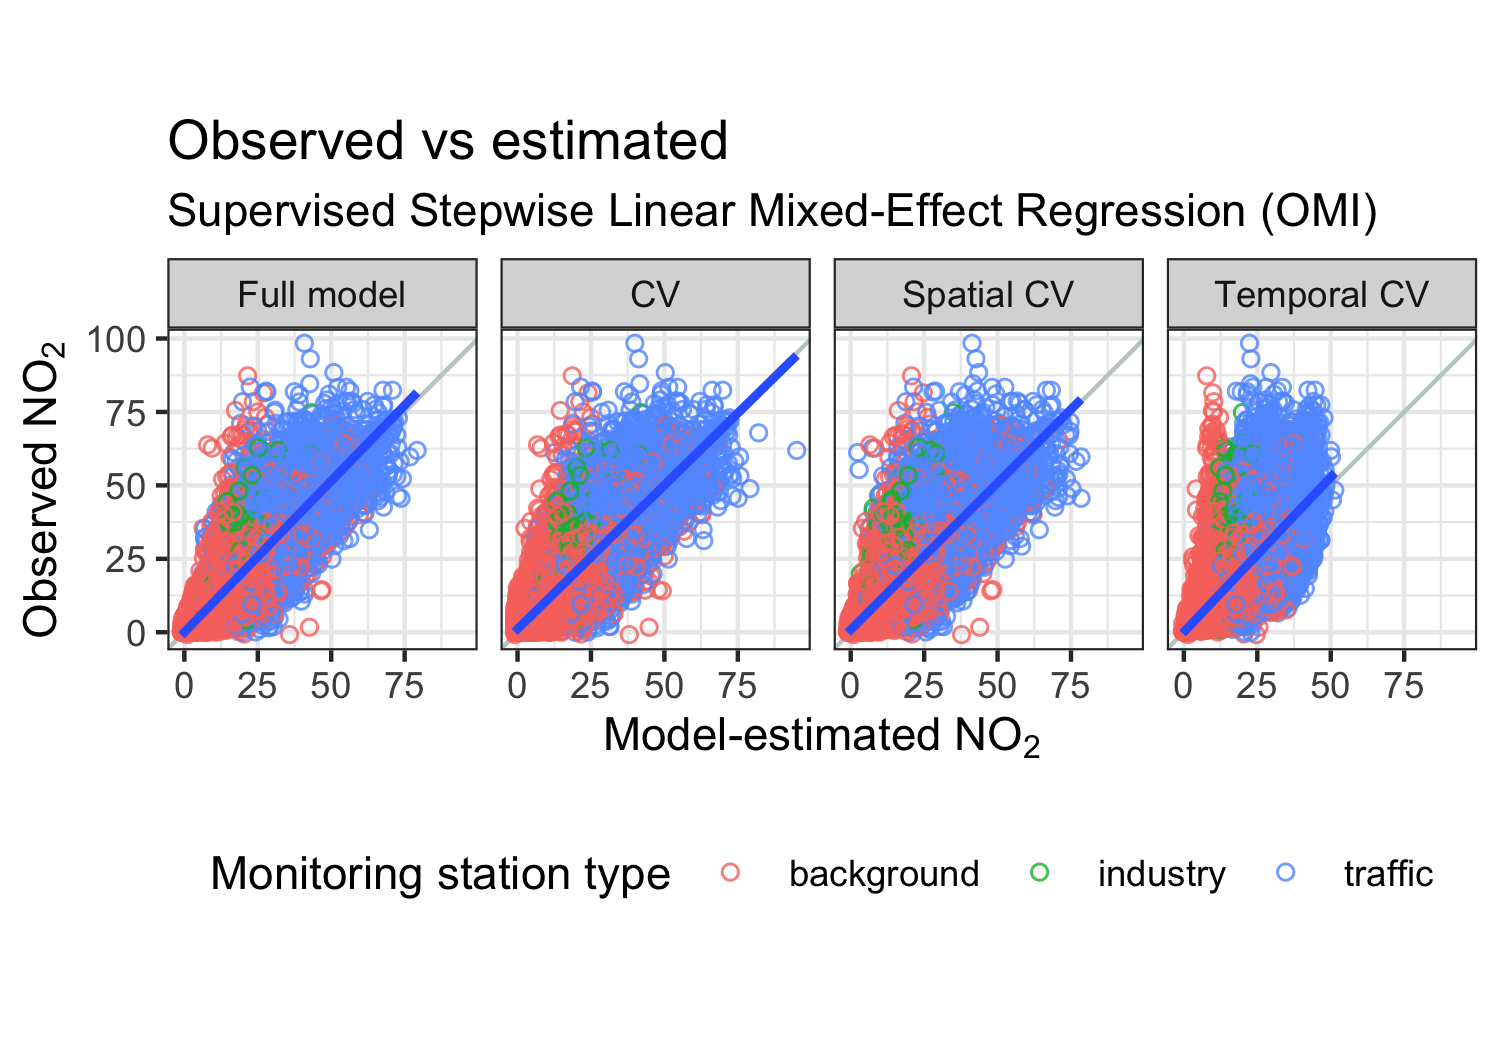 Observed vs estimated
Supervised Stepwise Linear Mixed-Effect Regression (OMI)
Full model CV Spatial CV Temporal CV
100
75
50
25
0
Observed NO₂
0 25 50 75 0 25 50 75 0 25 50 75 0 25 50 75
Model-estimated NO₂
Monitoring station type background industry traffic